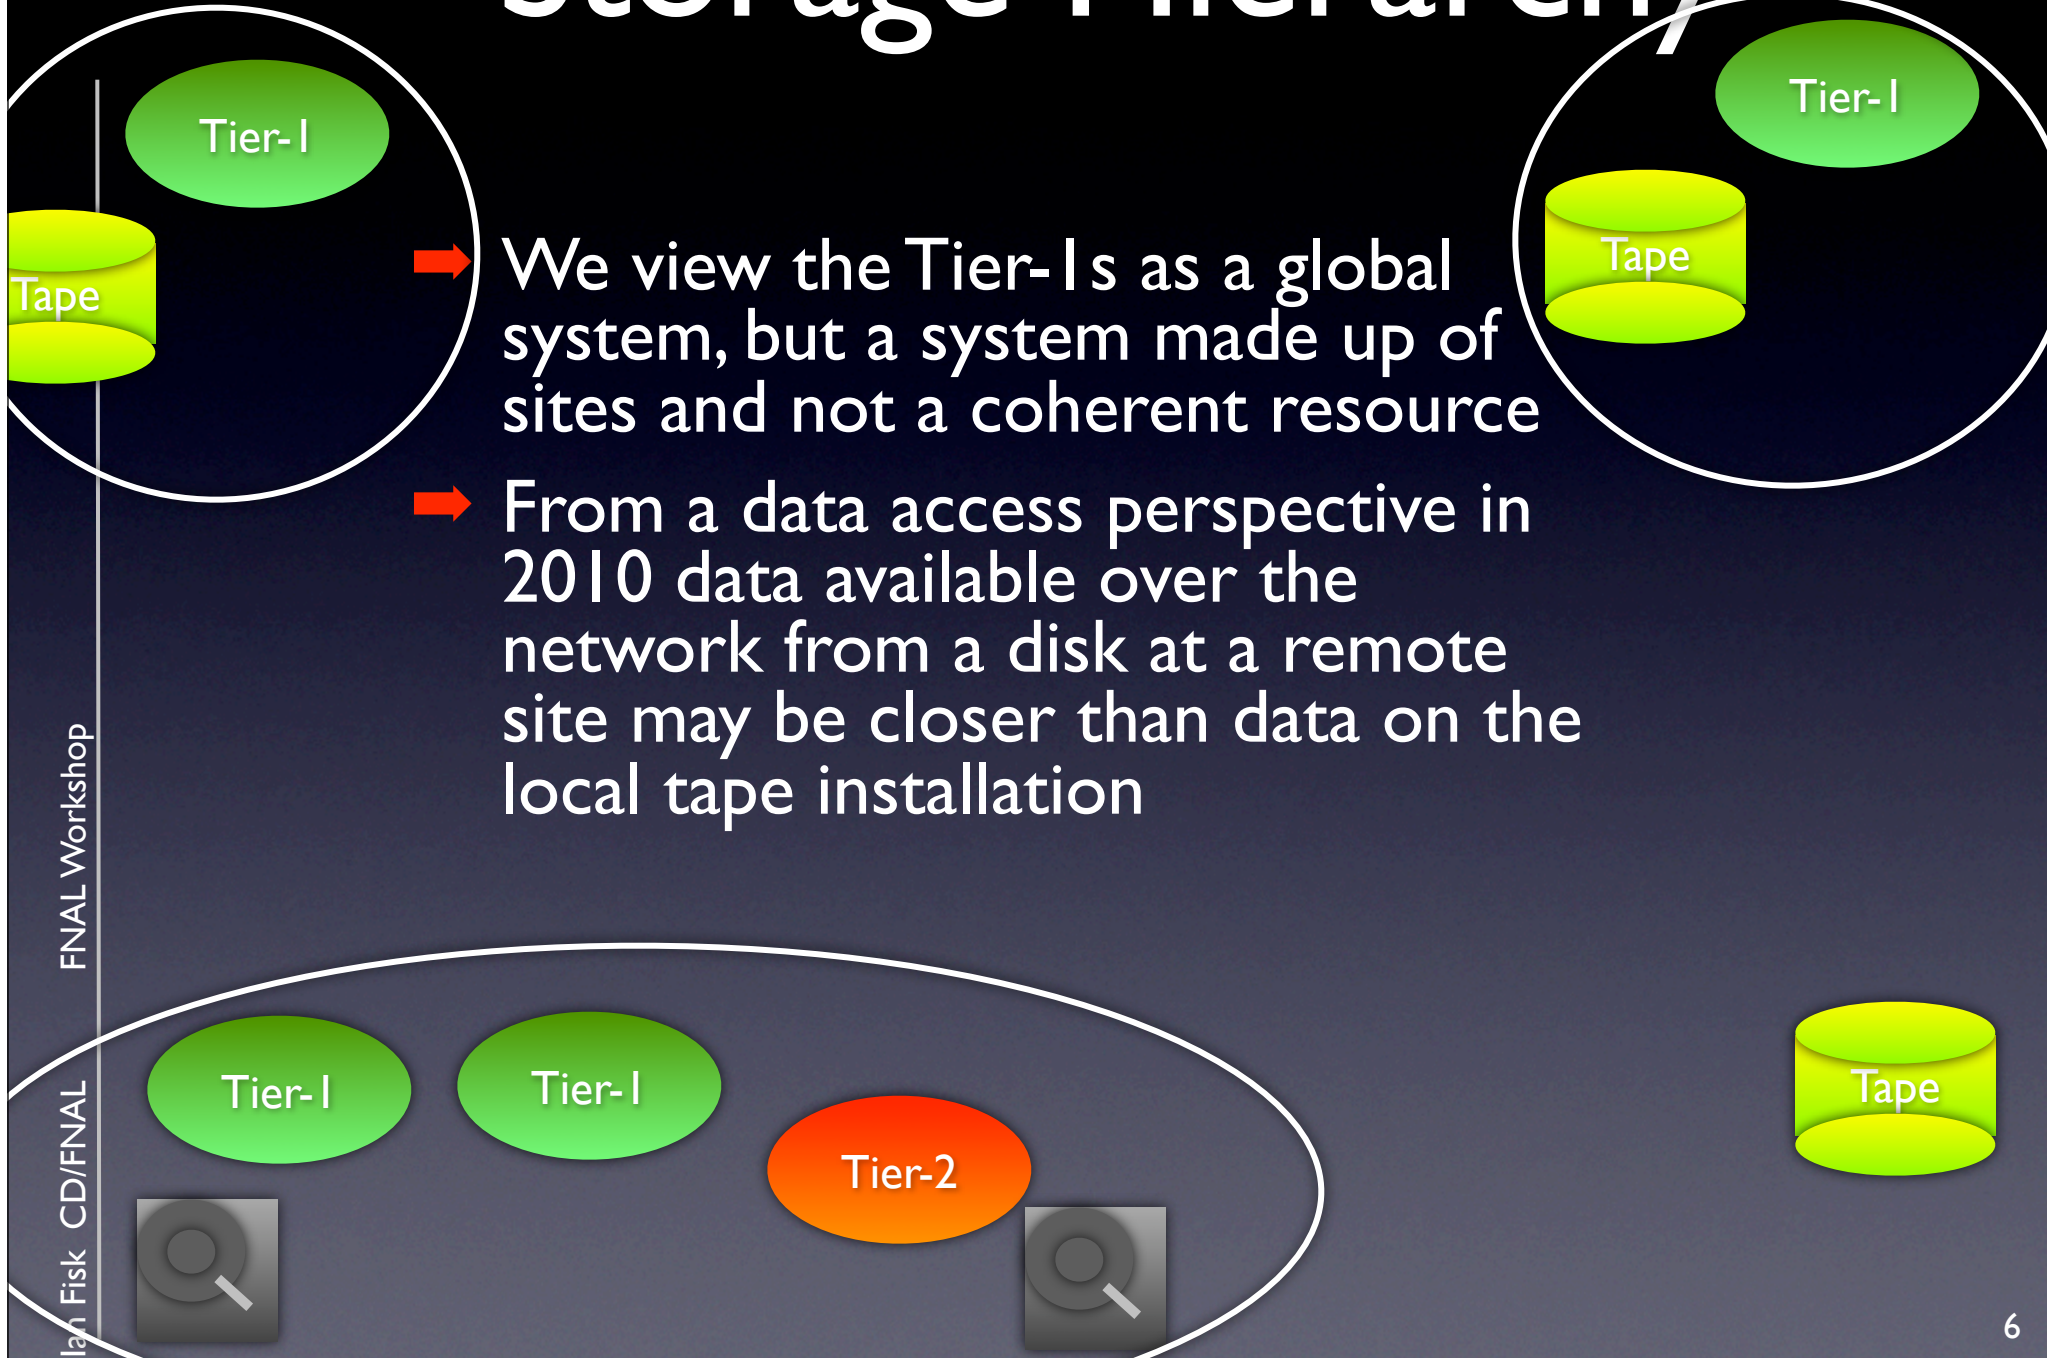 Storage Hierarchy
Tier-1
Tier-1
Tape
Tape
We view the Tier-1s as a global
system, but a system made up of
sites and not a coherent resource
From a data access perspective in
2010 data available over the
network from a disk at a remote
site may be closer than data on the
local tape installation
Tier-1
Tier-1
Tier-2
Tape
Ian Fisk CD/FNAL FNAL Workshop
6